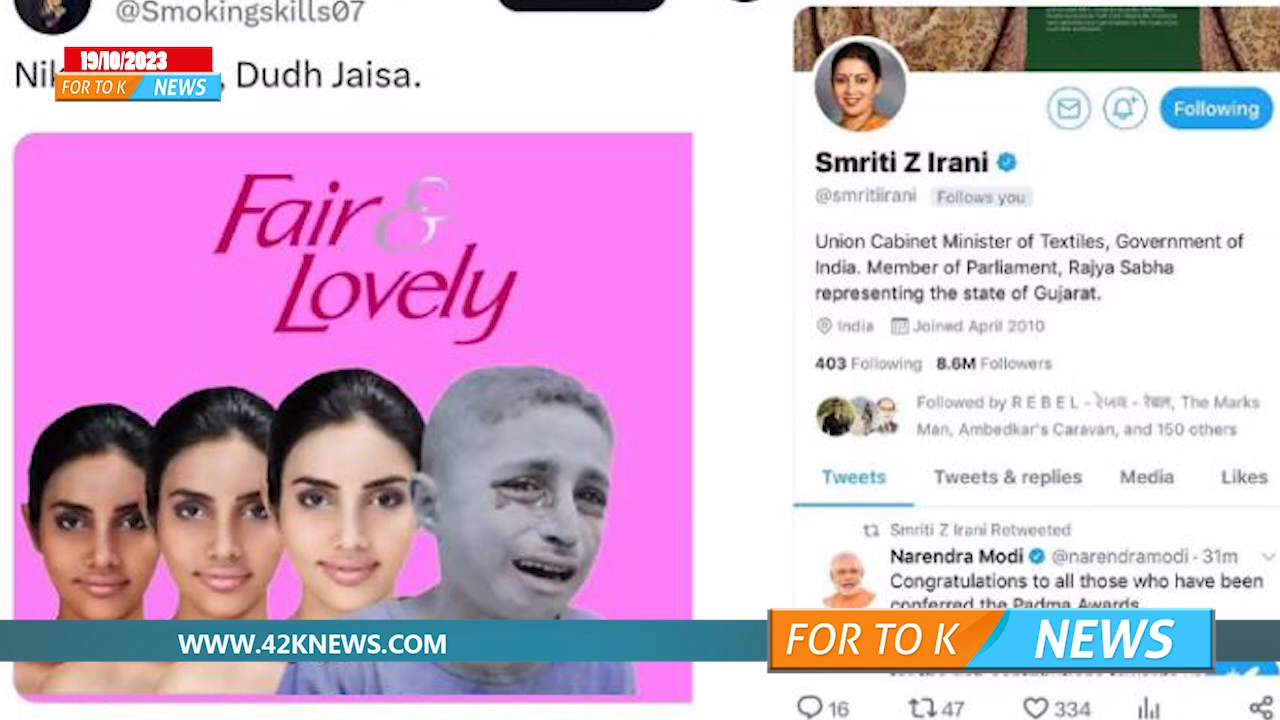 @Smokingskills07
19/10/2023
FOR TO K NEWS
, Dudh Jaisa.
Fair &
Lovely
Following
Smriti Z Irani
@smritiirani Follows you
Union Cabinet Minister of Textiles, Government of
India. Member of Parliament, Rajya Sabha
representing the state of Gujarat.
India Joined April 2010
403 Following 8.6M Followers
Followed by R E B E L - - रेबल, The Marks
Man, Ambedkar's Caravan, and 150 others
Tweets Tweets & replies Media Likes
Smriti Z Irani Retweeted
Narendra Modi @narendramodi · 31m
Congratulations to all those who have been
conferred the Padma Awards
WWW.42KNEWS.COM
FOR TO K NEWS
16 47 334